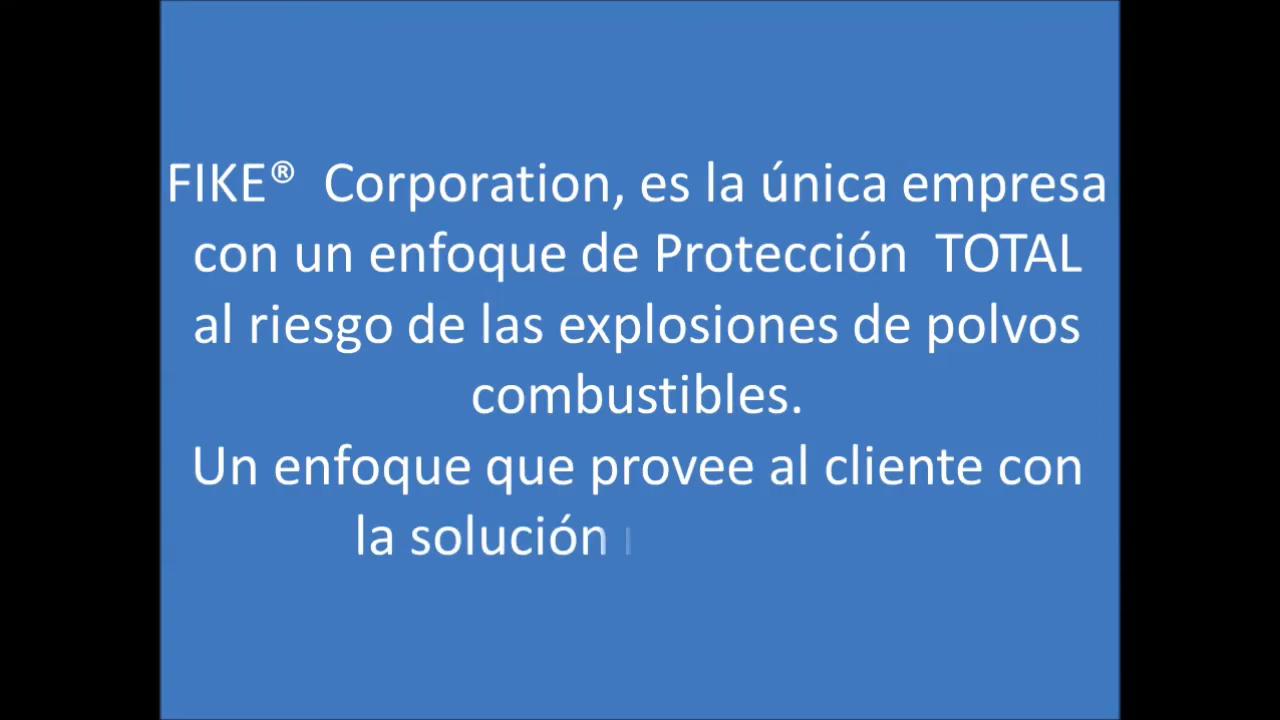 FIKE® Corporation, es la única empresa
con un enfoque de Protección TOTAL
al riesgo de las explosiones de polvos
combustibles.
Un enfoque que provee al cliente con
la solución